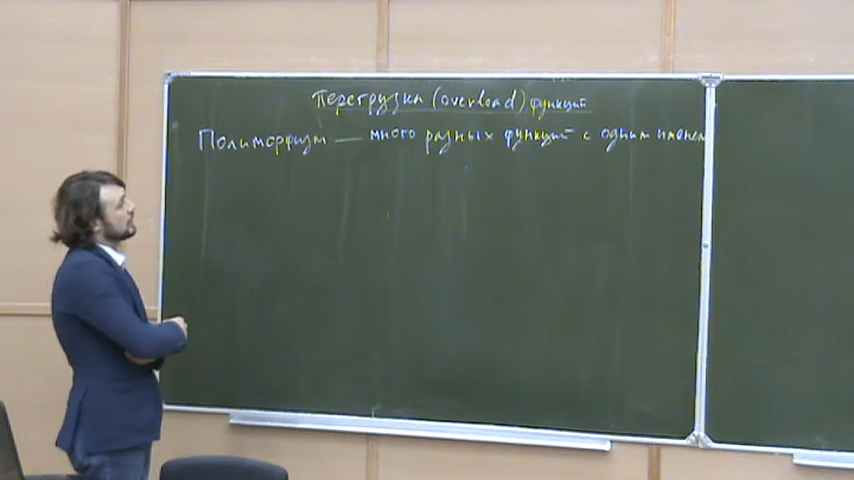 Перегрузка (overload) функций
Полиморфизм — много разных функций с одним именем